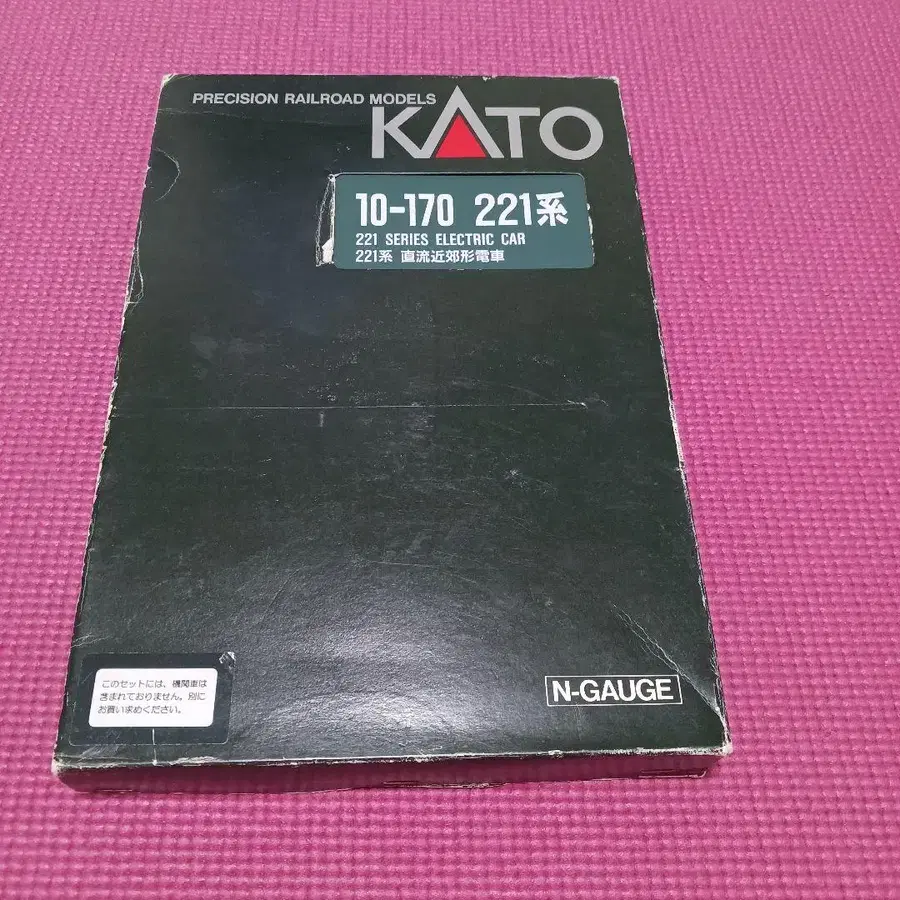 PRECISION RAILROAD MODELS
KATO
10-170 221系
221 SERIES ELECTRIC CAR
221系 直流近郊形電車
このセットには、機関車は
含まれておりません。別に
お買い求めください。
N-GAUGE